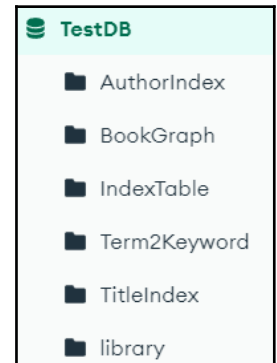 TestDB
AuthorIndex
BookGraph
IndexTable
Term2Keyword
TitleIndex
library